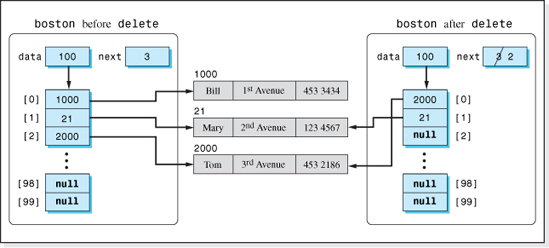 boston before delete
boston after delete
data 100 next 3
data 100 next 3 2
1000
Bill 1st Avenue 453 3434
21
Mary 2nd Avenue 123 4567
2000
Tom 3rd Avenue 453 2186
[0] 1000
[1] 21
[2] 2000
[98] null
[99] null
2000 [0]
21 [1]
null [2]
null [98]
null [99]